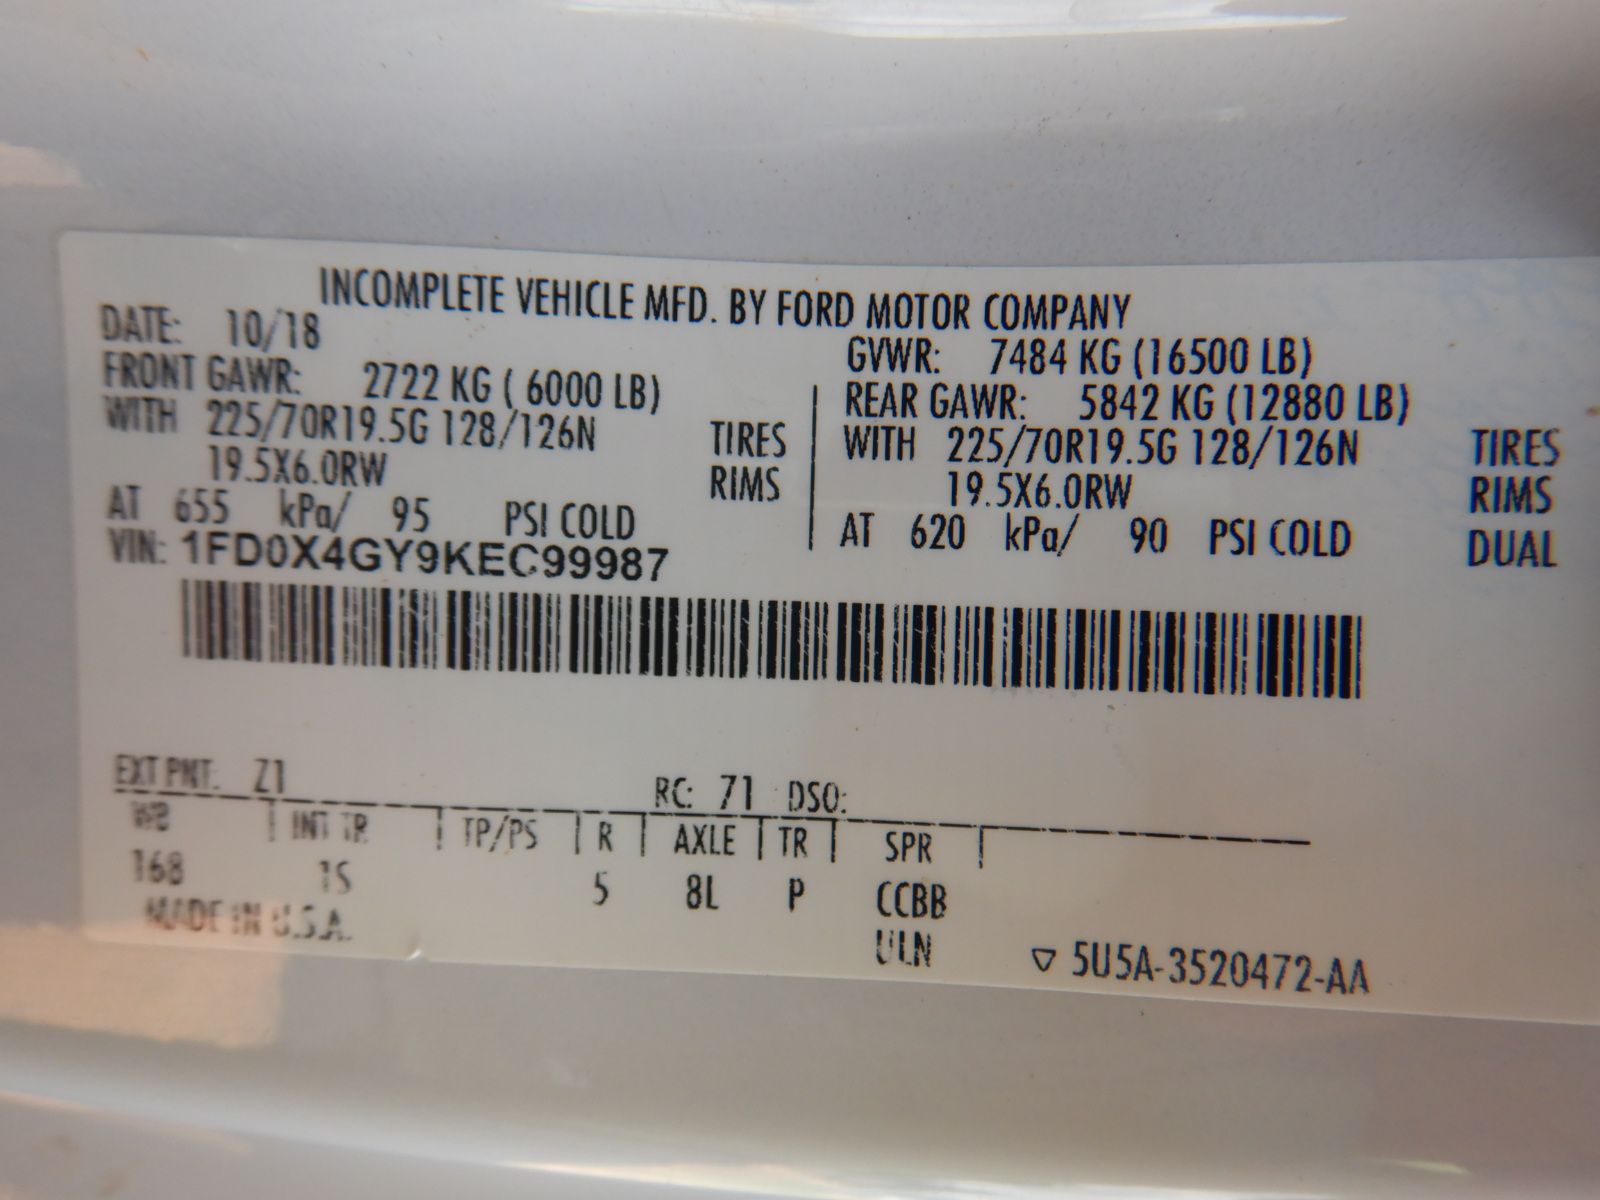 INCOMPLETE VEHICLE MFD. BY FORD MOTOR COMPANY
DATE: 10/18
GVWR: 7484 KG (16500 LB)
FRONT GAWR: 2722 KG ( 6000 LB)
REAR GAWR: 5842 KG (12880 LB)
WITH 225/70R19.5G 128/126N TIRES
WITH 225/70R19.5G 128/126N TIRES
19.5X6.0RW RIMS
19.5X6.0RW RIMS
AT 655 kPa/ 95 PSI COLD
AT 620 kPa/ 90 PSI COLD DUAL
VIN: 1FD0X4GY9KEC99987
EXT PNT: Z1 RC: 71 DSO:
WB INT TR TP/PS R AXLE TR SPR
168 1S 5 8L P CCBB
MADE IN U.S.A. ULN ▽ 5U5A-3520472-AA